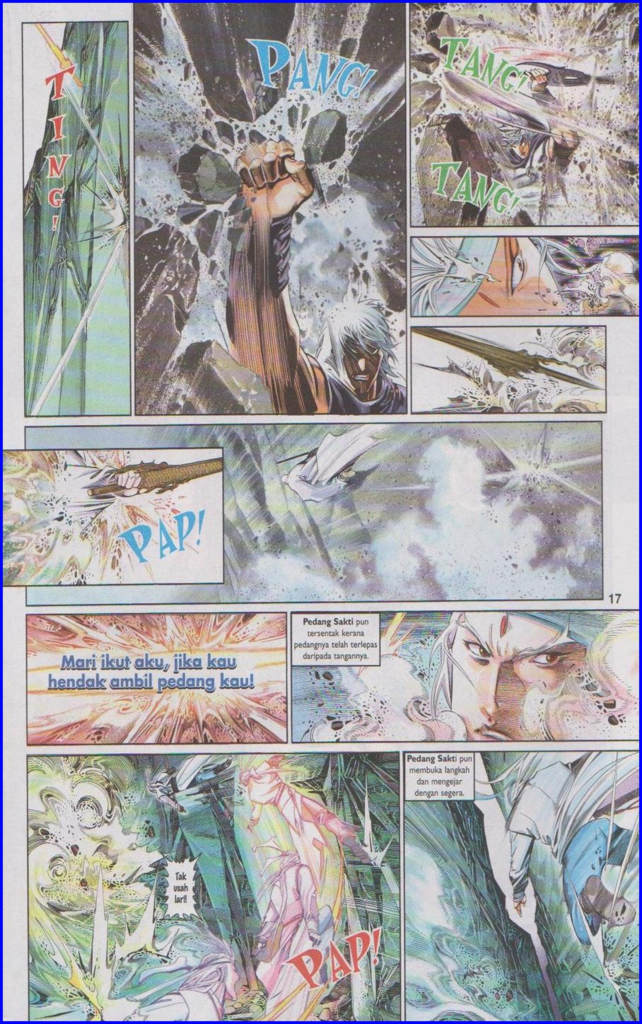 TING!
PANG!
TANG!
TANG!
PAP!
17
Mari ikut aku, jika kau
hendak ambil pedang kau!
Pedang Sakti pun
tersentak kerana
pedangnya telah terlepas
daripada tangannya.
Tak
usah
lari!
PAP!
Pedang Sakti pun
membuka langkah
dan mengejar
dengan segera.